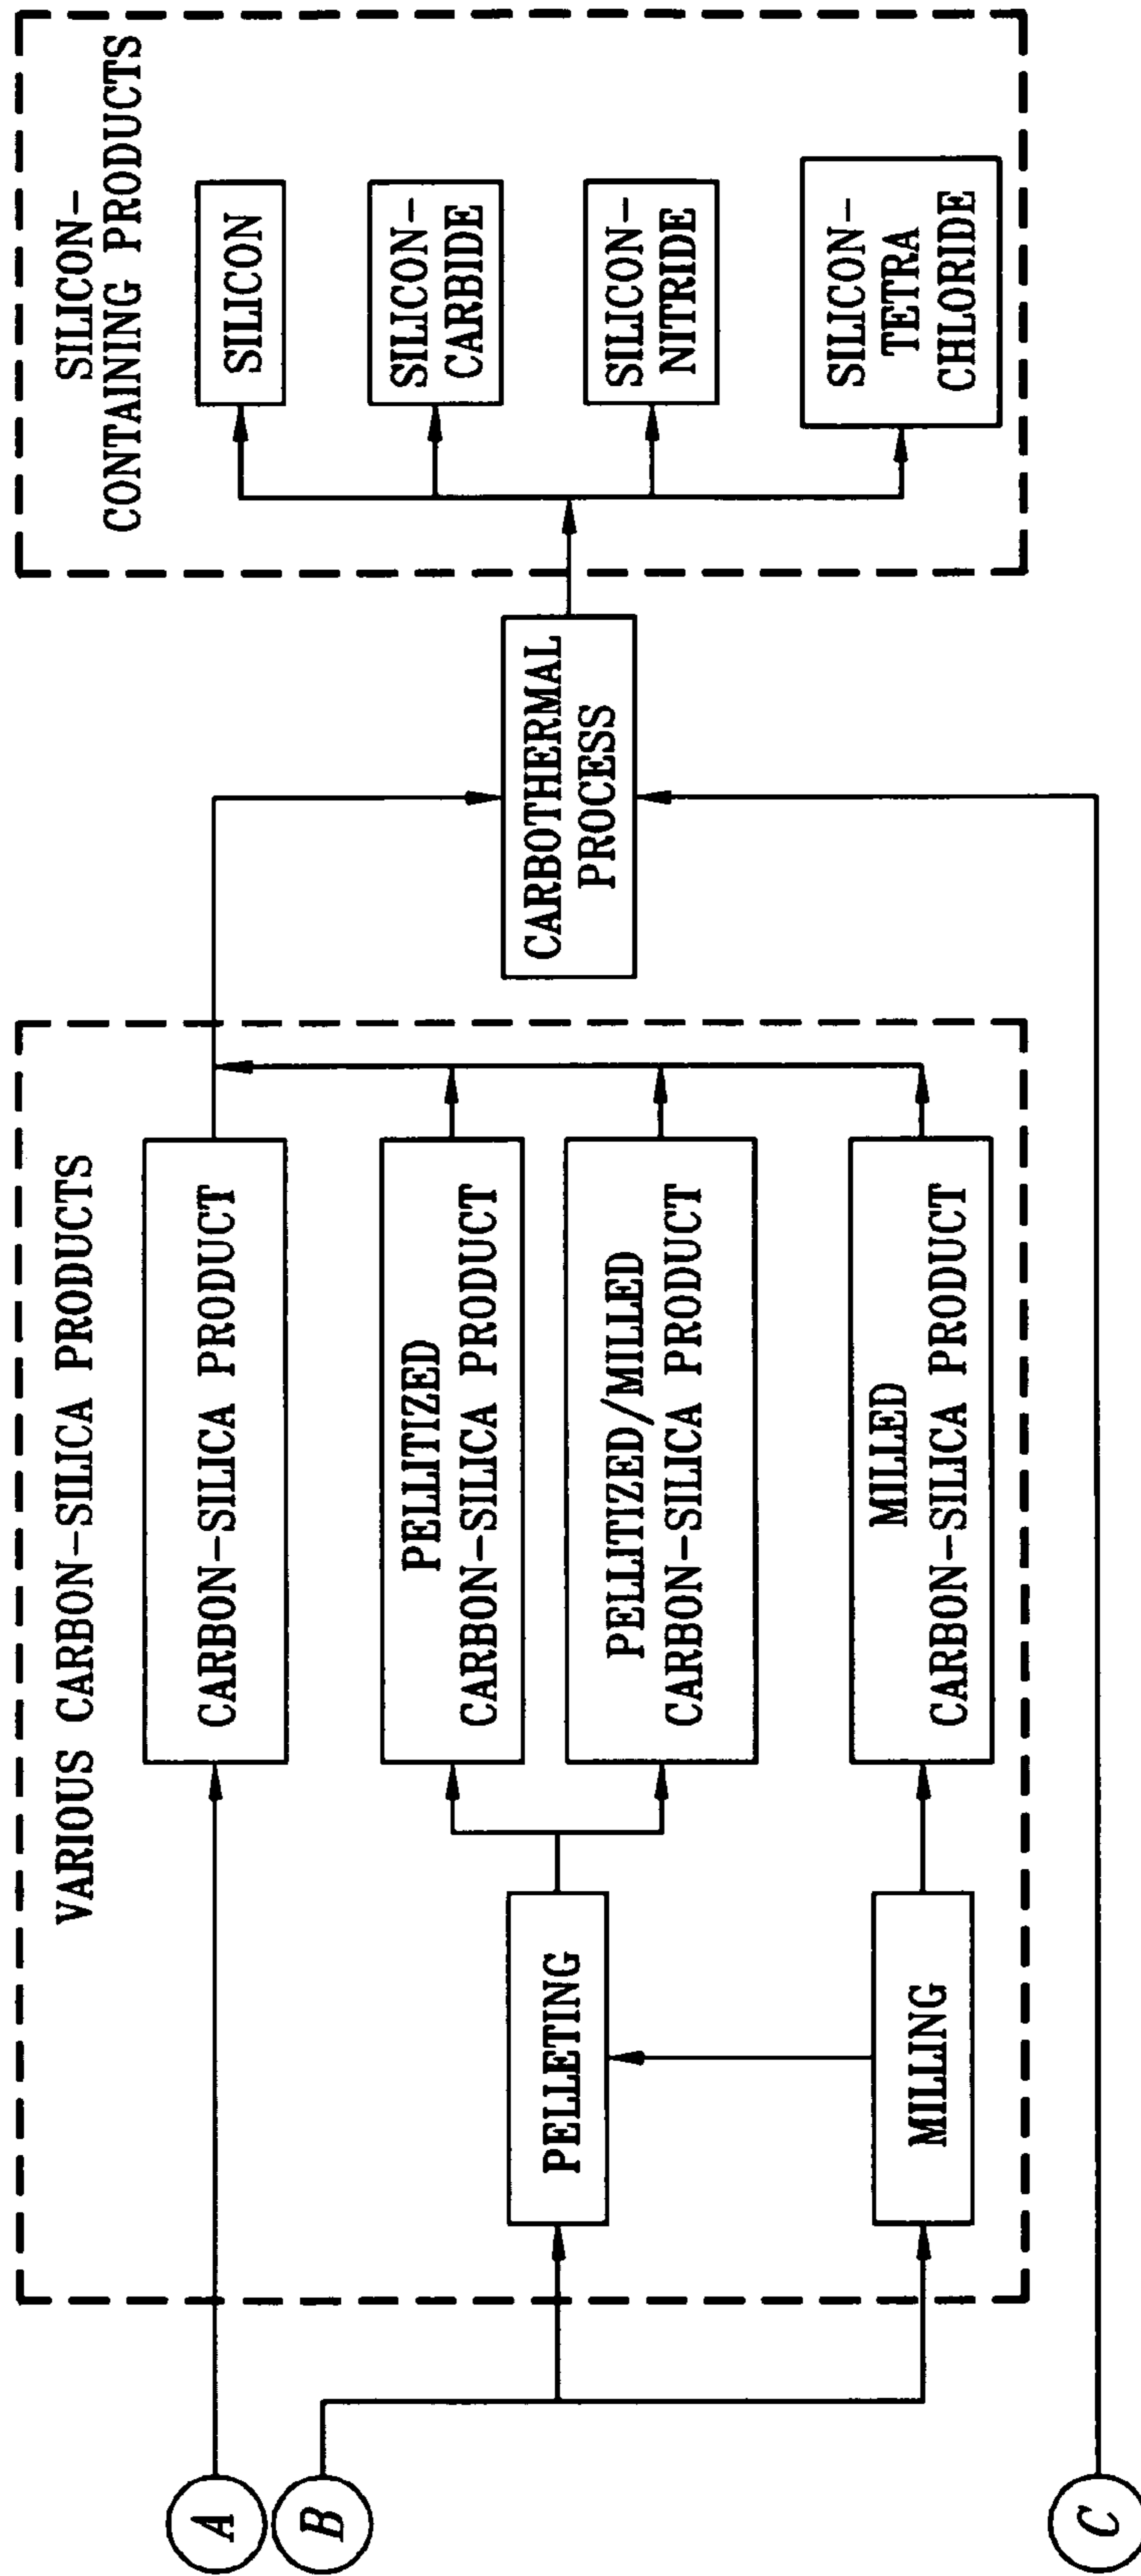 A
B
C
VARIOUS CARBON-SILICA PRODUCTS
PELLETING
MILLING
CARBON-SILICA PRODUCT
PELLITIZED
CARBON-SILICA PRODUCT
PELLITIZED/MILLED
CARBON-SILICA PRODUCT
MILLED
CARBON-SILICA PRODUCT
CARBOTHERMAL
PROCESS
SILICON-
CONTAINING PRODUCTS
SILICON
SILICON-
CARBIDE
SILICON-
NITRIDE
SILICON-
TETRA
CHLORIDE